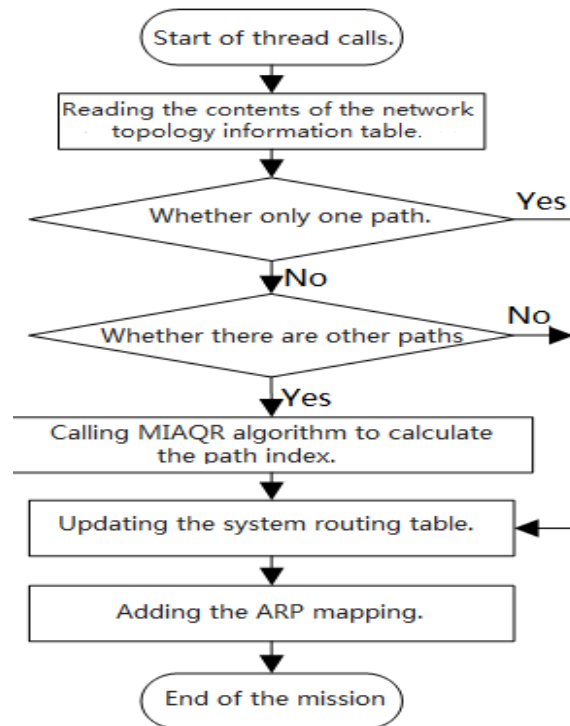 Start of thread calls.
Reading the contents of the network
topology information table.
Whether only one path.
Yes
No
Whether there are other paths
No
Yes
Calling MIAQR algorithm to calculate
the path index.
Updating the system routing table.
Adding the ARP mapping.
End of the mission